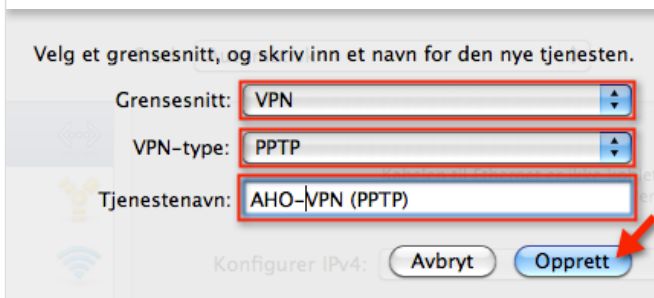 Velg et grensesnitt, og skriv inn et navn for den nye tjenesten.
Grensesnitt: VPN
VPN-type: PPTP
Tjenestenavn: AHO-VPN (PPTP)
Konfigurer IPv4: Avbryt Opprett